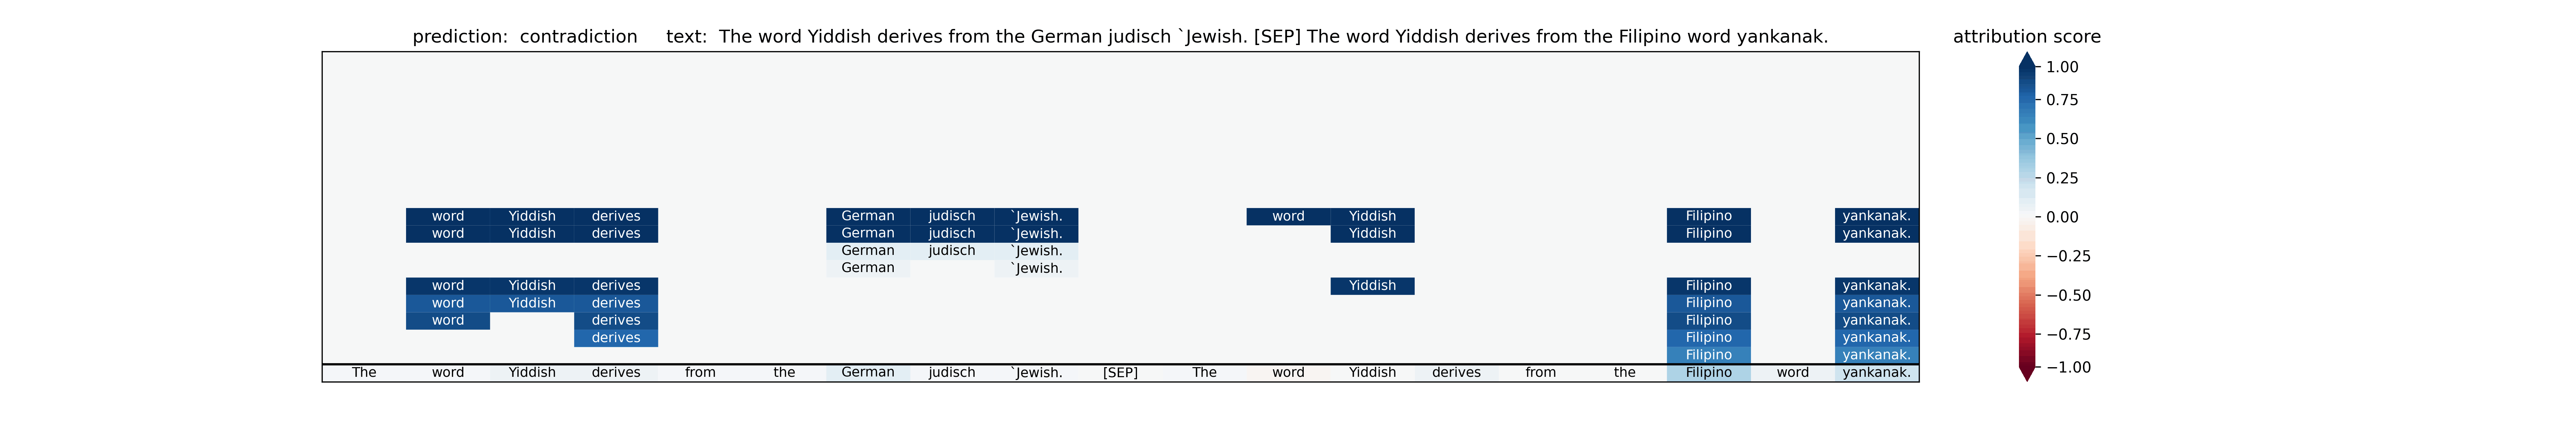 prediction:  contradiction     text:  The word Yiddish derives from the German judisch `Jewish. [SEP] The word Yiddish derives from the Filipino word yankanak.
attribution score
word Yiddish derives German judisch `Jewish. word Yiddish Filipino yankanak.
word Yiddish derives German judisch `Jewish. Yiddish Filipino yankanak.
German judisch `Jewish.
German `Jewish.
word Yiddish derives Yiddish Filipino yankanak.
word Yiddish derives Filipino yankanak.
word derives Filipino yankanak.
derives Filipino yankanak.
Filipino yankanak.
The word Yiddish derives from the German judisch `Jewish. [SEP] The word Yiddish derives from the Filipino word yankanak.
1.00
0.75
0.50
0.25
0.00
−0.25
−0.50
−0.75
−1.00